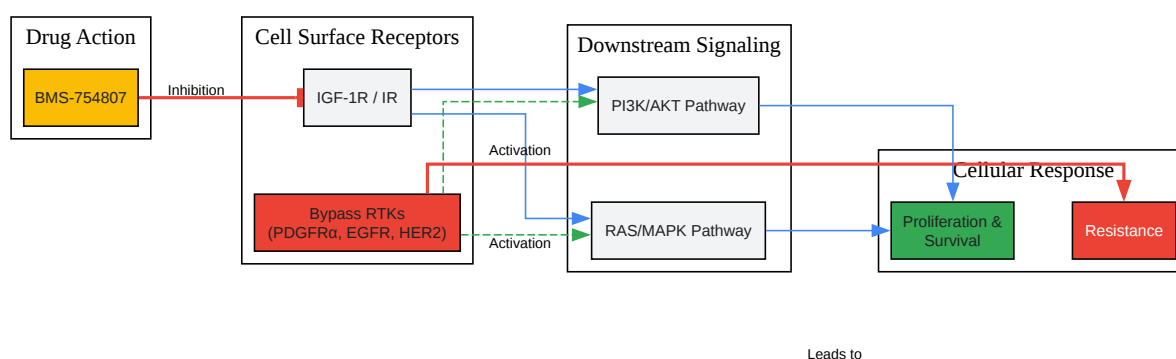 Drug Action
BMS-754807
Inhibition
Cell Surface Receptors
IGF-1R / IR
Bypass RTKs
(PDGFRα, EGFR, HER2)
Activation
Activation
Downstream Signaling
PI3K/AKT Pathway
RAS/MAPK Pathway
Cellular Response
Proliferation &
Survival
Resistance
Leads to